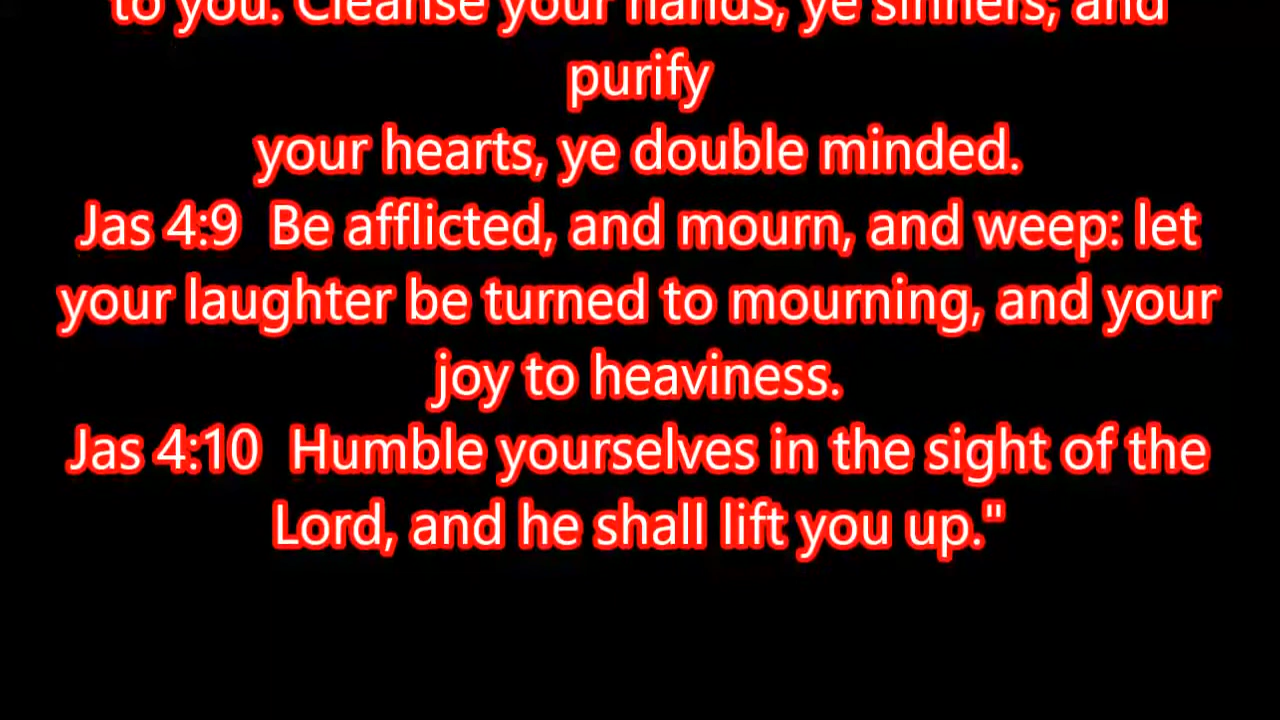 to you. Cleanse your hands, ye sinners; and
purify
your hearts, ye double minded.
Jas 4:9  Be afflicted, and mourn, and weep: let
your laughter be turned to mourning, and your
joy to heaviness.
Jas 4:10  Humble yourselves in the sight of the
Lord, and he shall lift you up."